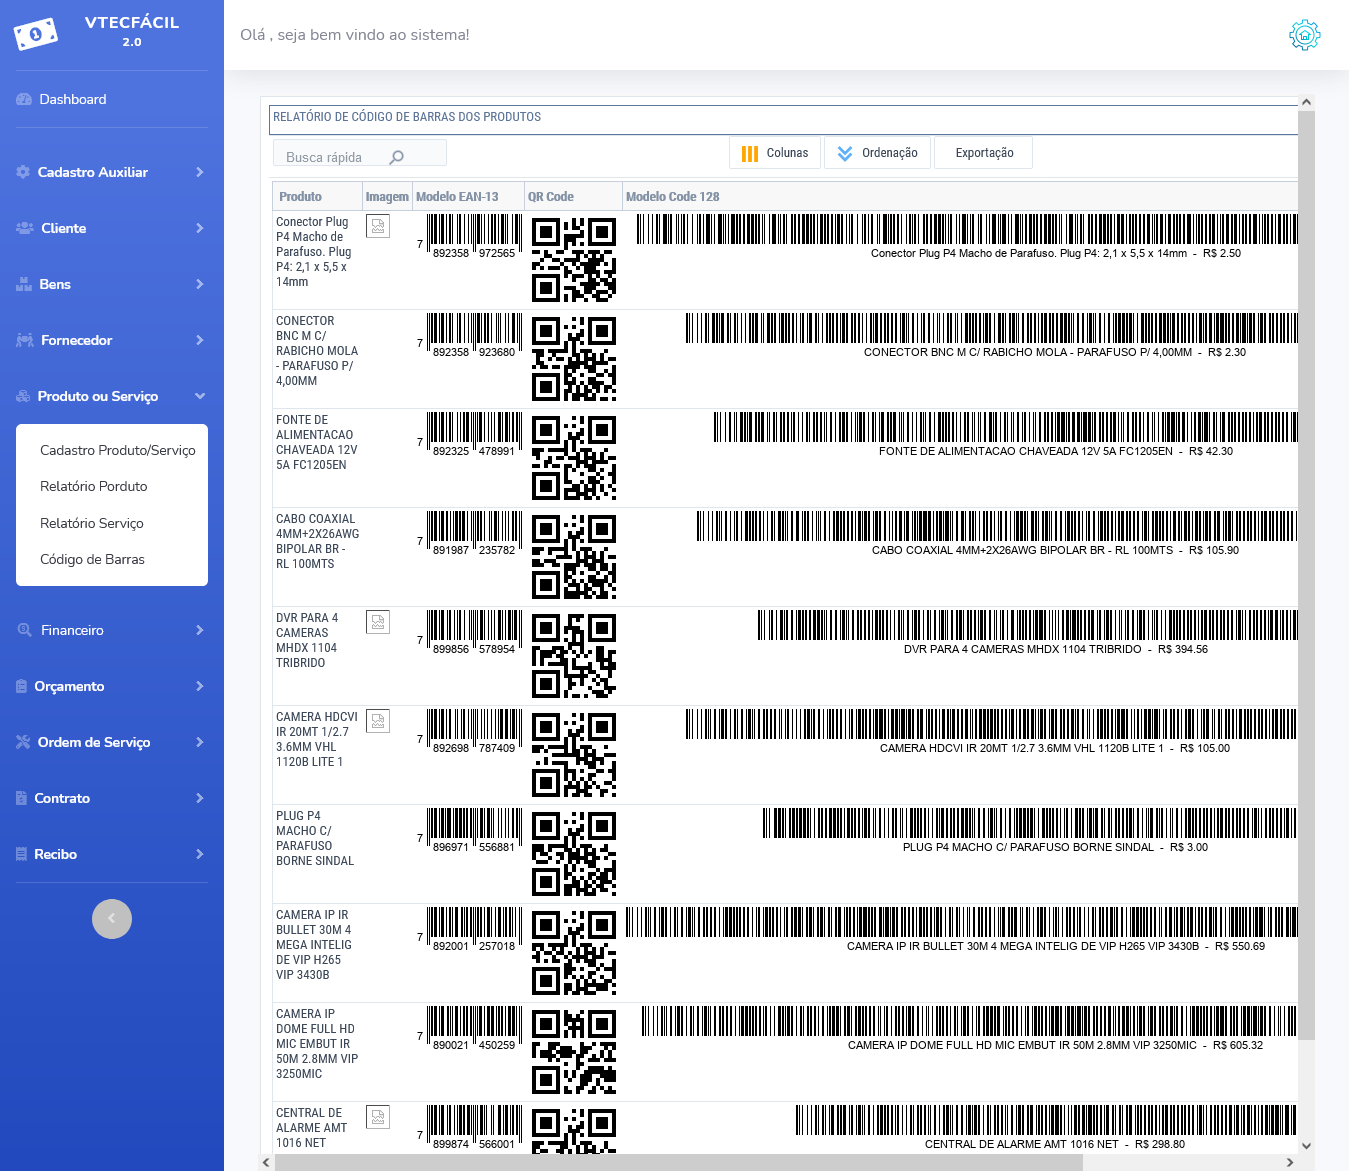 VTECFÁCIL
2.0
Olá , seja bem vindo ao sistema!
Dashboard
Cadastro Auxiliar
Cliente
Bens
Fornecedor
Produto ou Serviço
Cadastro Produto/Serviço
Relatório Porduto
Relatório Serviço
Código de Barras
Financeiro
Orçamento
Ordem de Serviço
Contrato
Recibo
RELATÓRIO DE CÓDIGO DE BARRAS DOS PRODUTOS
Busca rápida
Colunas
Ordenação
Exportação
Produto Imagem Modelo EAN-13 QR Code Modelo Code 128
Conector Plug
P4 Macho de
Parafuso. Plug
P4: 2,1 x 5,5 x
14mm
7 892358 972565
Conector Plug P4 Macho de Parafuso. Plug P4: 2,1 x 5,5 x 14mm - R$ 2.50
CONECTOR
BNC M C/
RABICHO MOLA
- PARAFUSO P/
4,00MM
7 892358 923680
CONECTOR BNC M C/ RABICHO MOLA - PARAFUSO P/ 4,00MM - R$ 2.30
FONTE DE
ALIMENTACAO
CHAVEADA 12V
5A FC1205EN
7 892325 478991
FONTE DE ALIMENTACAO CHAVEADA 12V 5A FC1205EN - R$ 42.30
CABO COAXIAL
4MM+2X26AWG
BIPOLAR BR -
RL 100MTS
7 891987 235782
CABO COAXIAL 4MM+2X26AWG BIPOLAR BR - RL 100MTS - R$ 105.90
DVR PARA 4
CAMERAS
MHDX 1104
TRIBRIDO
7 899856 578954
DVR PARA 4 CAMERAS MHDX 1104 TRIBRIDO - R$ 394.56
CAMERA HDCVI
IR 20MT 1/2.7
3.6MM VHL
1120B LITE 1
7 892698 787409
CAMERA HDCVI IR 20MT 1/2.7 3.6MM VHL 1120B LITE 1 - R$ 105.00
PLUG P4
MACHO C/
PARAFUSO
BORNE SINDAL
7 896971 556881
PLUG P4 MACHO C/ PARAFUSO BORNE SINDAL - R$ 3.00
CAMERA IP IR
BULLET 30M 4
MEGA INTELIG
DE VIP H265
VIP 3430B
7 892001 257018
CAMERA IP IR BULLET 30M 4 MEGA INTELIG DE VIP H265 VIP 3430B - R$ 550.69
CAMERA IP
DOME FULL HD
MIC EMBUT IR
50M 2.8MM VIP
3250MIC
7 890021 450259
CAMERA IP DOME FULL HD MIC EMBUT IR 50M 2.8MM VIP 3250MIC - R$ 605.32
CENTRAL DE
ALARME AMT
1016 NET
7 899874 566001
CENTRAL DE ALARME AMT 1016 NET - R$ 298.80